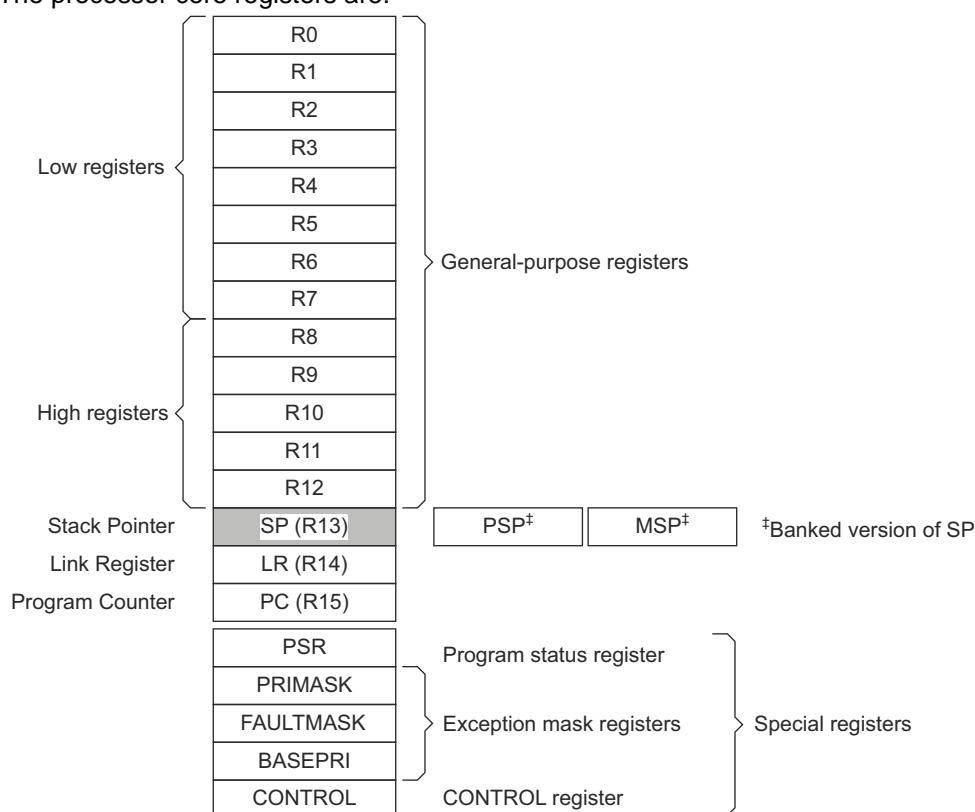 The processor core registers are:
R0
R1
R2
R3
Low registers
R4
R5
R6
General-purpose registers
R7
R8
R9
High registers
R10
R11
R12
Stack Pointer
SP (R13)
PSP‡
MSP‡
‡Banked version of SP
Link Register
LR (R14)
Program Counter
PC (R15)
PSR
Program status register
PRIMASK
FAULTMASK
Exception mask registers
Special registers
BASEPRI
CONTROL
CONTROL register